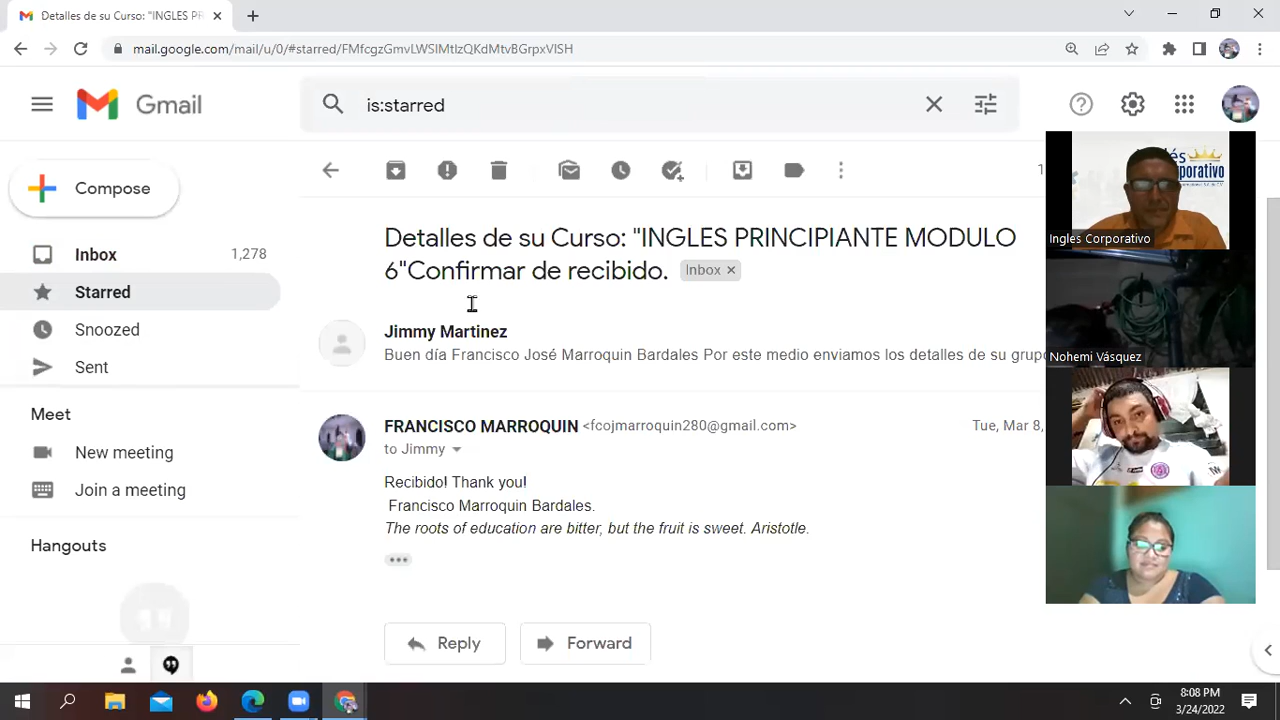 Detalles de su Curso: "INGLES PR
mail.google.com/mail/u/0/#starred/FMfcgzGmvLWSlMtlzQKdMtvBGrpxVlSH
Gmail
is:starred
Compose
Inbox 1,278
Starred
Snoozed
Sent
Meet
New meeting
Join a meeting
Hangouts
Detalles de su Curso: "INGLES PRINCIPIANTE MODULO
6"Confirmar de recibido. Inbox
Jimmy Martinez
Buen día Francisco José Marroquin Bardales Por este medio enviamos los detalles de su grupo
FRANCISCO MARROQUIN <fcojmarroquin280@gmail.com> Tue, Mar 8,
to Jimmy
Recibido! Thank you!
Francisco Marroquin Bardales.
The roots of education are bitter, but the fruit is sweet. Aristotle.
Reply
Forward
Ingles Corporativo
Nohemi Vásquez
8:08 PM
3/24/2022